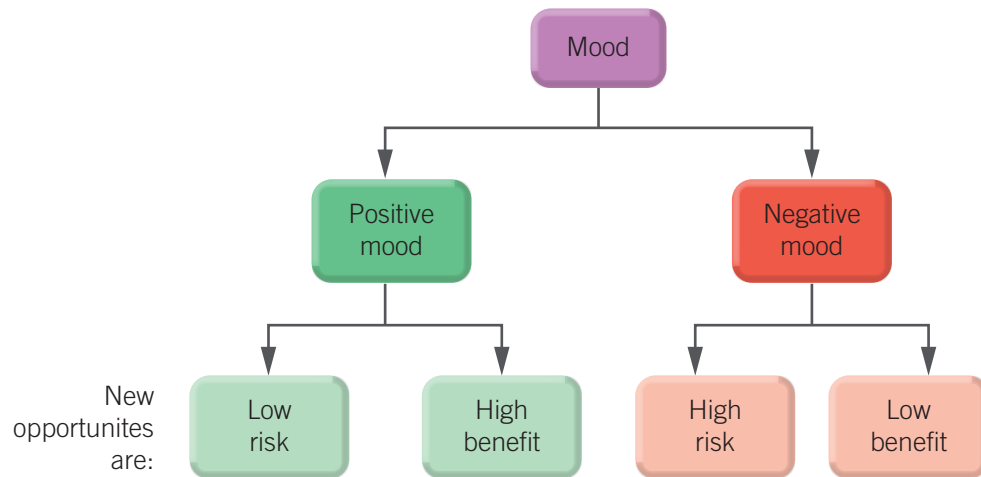 Mood
Positive
mood
Negative
mood
New
opportunites
are:
Low
risk
High
benefit
High
risk
Low
benefit